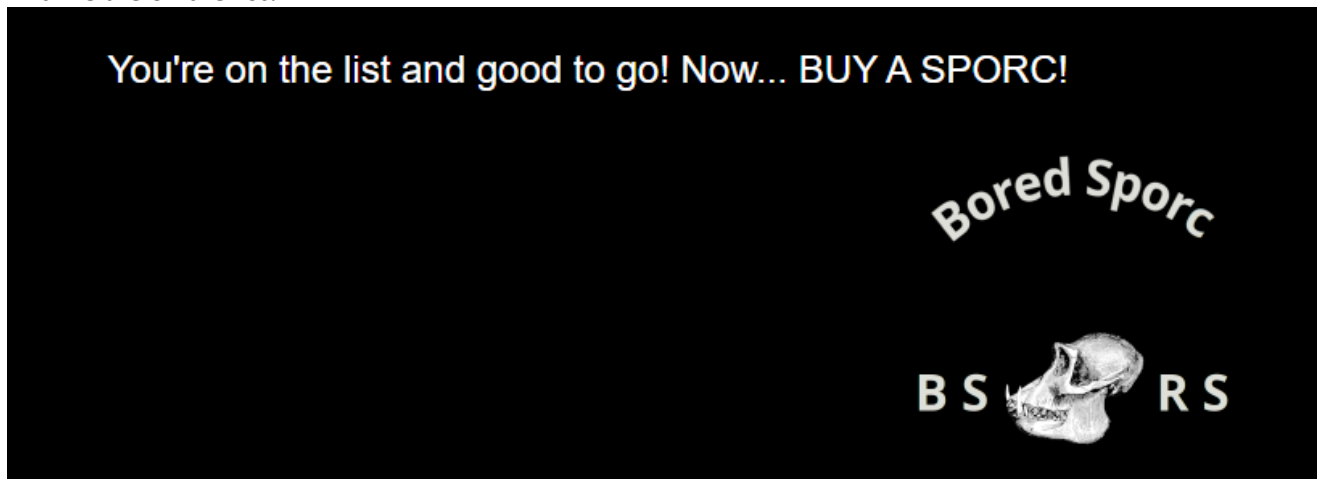 You're on the list and good to go! Now... BUY A SPORC!
Bored Sporc
B S R S